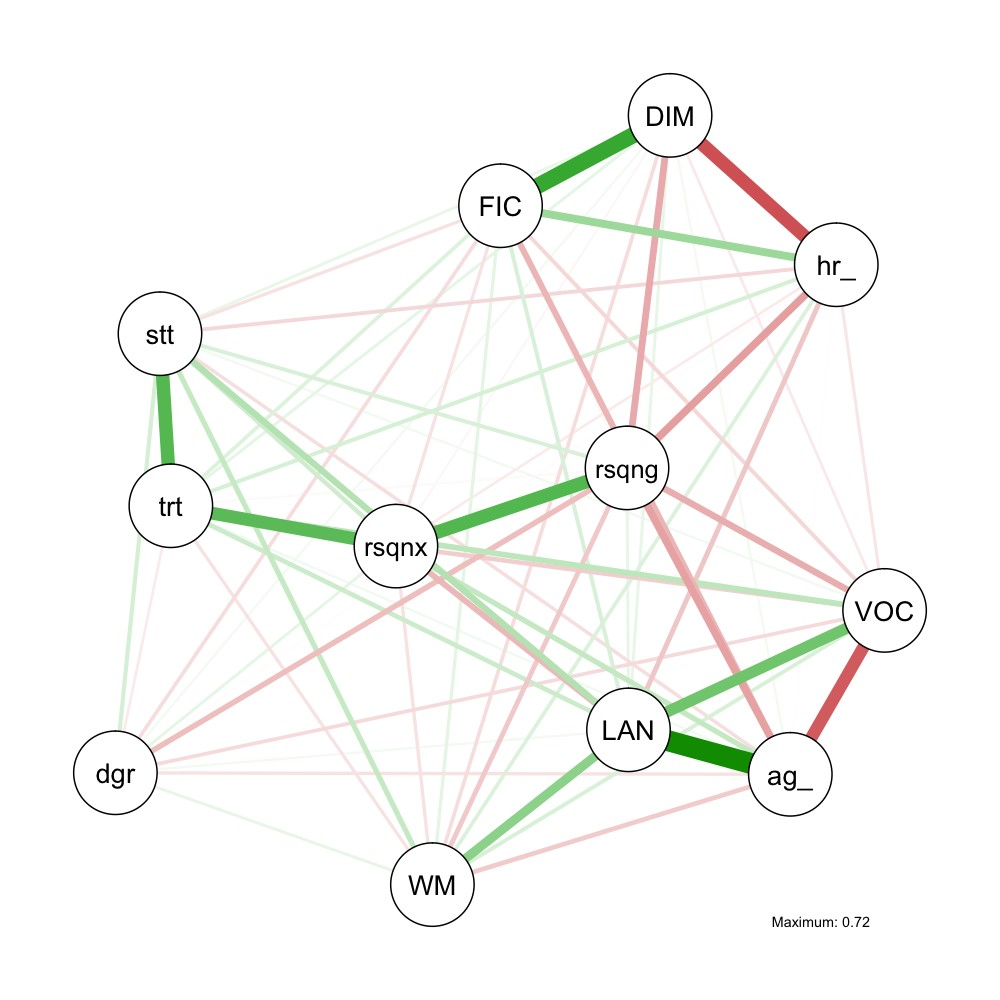 DIM
FIC
hr_
stt
rsqng
trt
rsqnx
VOC
LAN
dgr
ag_
WM
Maximum: 0.72